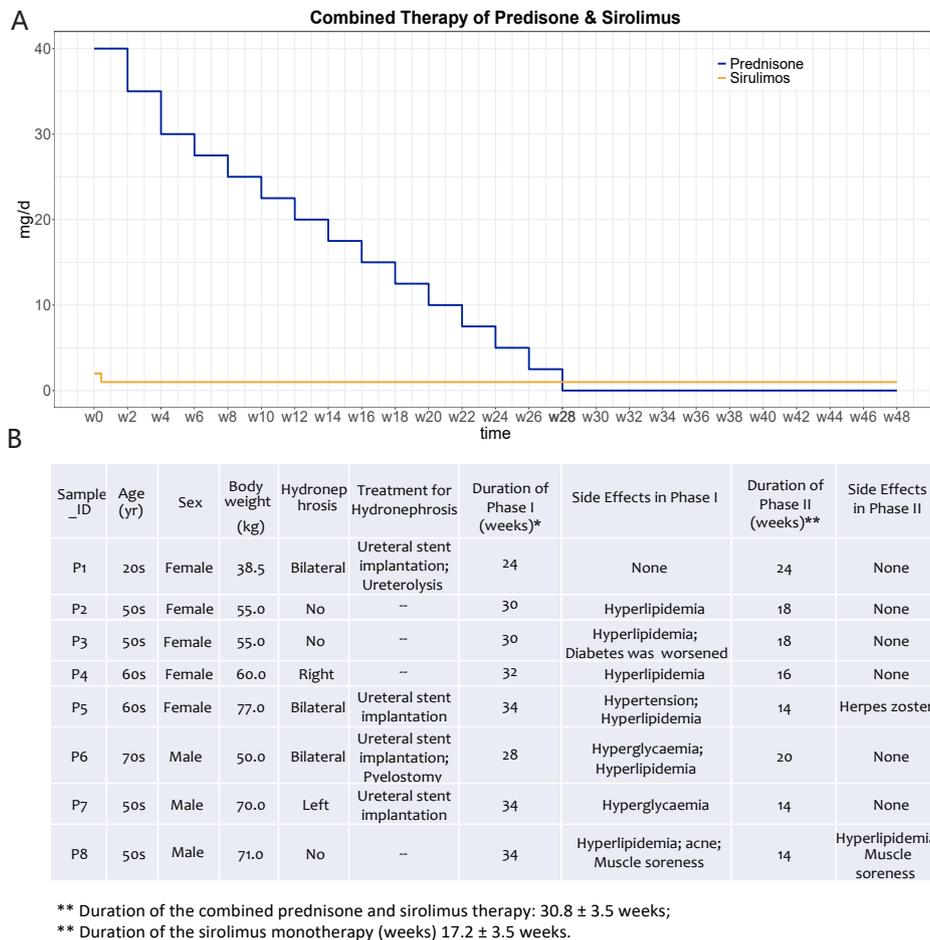 A
Combined Therapy of Predisone & Sirolimus
Prednisone
Sirulimos
mg/d
40
30
20
10
0
w0 w2 w4 w6 w8 w10 w12 w14 w16 w18 w20 w22 w24 w26 w28 w30 w32 w34 w36 w38 w40 w42 w44 w46 w48
time
B
Sample_ID Age (yr) Sex Body weight (kg) Hydronephrosis Treatment for Hydronephrosis Duration of Phase I (weeks)* Side Effects in Phase I Duration of Phase II (weeks)** Side Effects in Phase II
P1 20s Female 38.5 Bilateral Ureteral stent implantation; Ureterolysis 24 None 24 None
P2 50s Female 55.0 No -- 30 Hyperlipidemia 18 None
P3 50s Female 55.0 No -- 30 Hyperlipidemia; Diabetes was worsened 18 None
P4 60s Female 60.0 Right -- 32 Hyperlipidemia 16 None
P5 60s Female 77.0 Bilateral Ureteral stent implantation 34 Hypertension; Hyperlipidemia 14 Herpes zoster
P6 70s Male 50.0 Bilateral Ureteral stent implantation; Pyelostomy 28 Hyperglycaemia; Hyperlipidemia 20 None
P7 50s Male 70.0 Left Ureteral stent implantation 34 Hyperglycaemia 14 None
P8 50s Male 71.0 No -- 34 Hyperlipidemia; acne; Muscle soreness 14 Hyperlipidemia Muscle soreness
** Duration of the combined prednisone and sirolimus therapy: 30.8 ± 3.5 weeks;
** Duration of the sirolimus monotherapy (weeks) 17.2 ± 3.5 weeks.